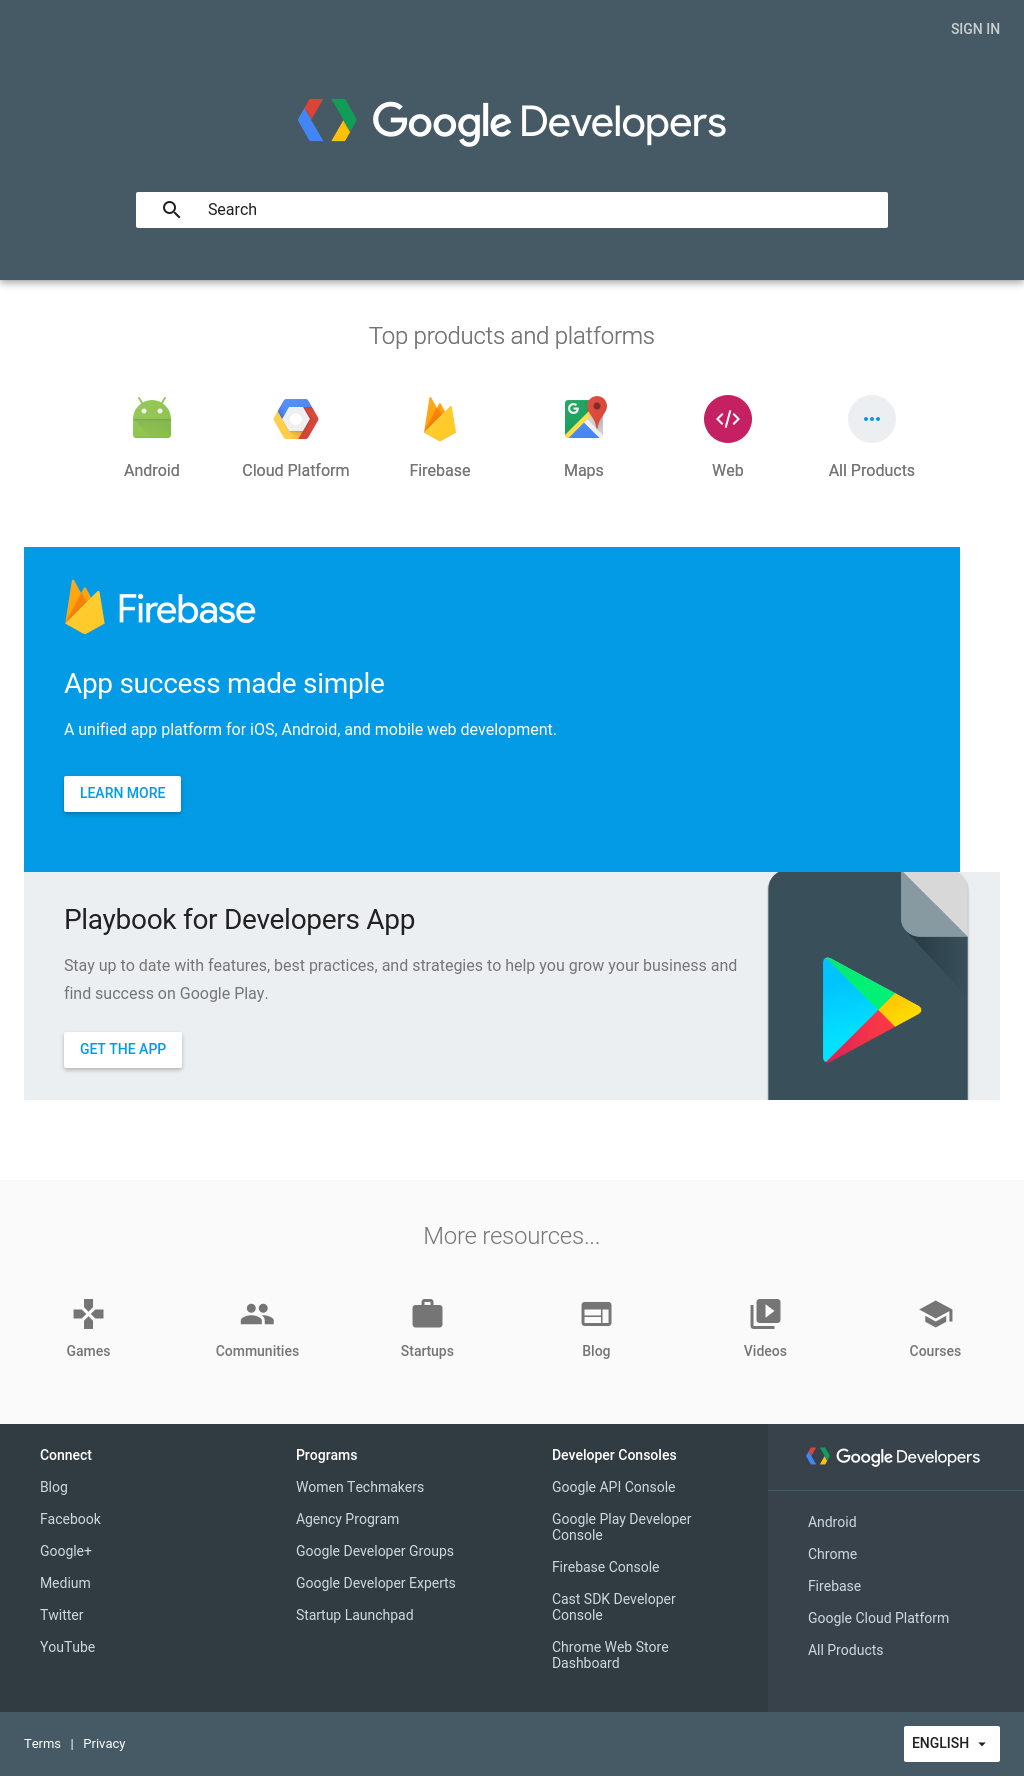 SIGN IN
Google Developers
Search
Top products and platforms
Android
Cloud Platform
Firebase
Maps
Web
All Products
Firebase
App success made simple
A unified app platform for iOS, Android, and mobile web development.
LEARN MORE
Playbook for Developers App
Stay up to date with features, best practices, and strategies to help you grow your business and
find success on Google Play.
GET THE APP
More resources...
Games
Communities
Startups
Blog
Videos
Courses
Connect
Blog
Facebook
Google+
Medium
Twitter
YouTube
Programs
Women Techmakers
Agency Program
Google Developer Groups
Google Developer Experts
Startup Launchpad
Developer Consoles
Google API Console
Google Play Developer
Console
Firebase Console
Cast SDK Developer
Console
Chrome Web Store
Dashboard
Google Developers
Android
Chrome
Firebase
Google Cloud Platform
All Products
Terms | Privacy
ENGLISH